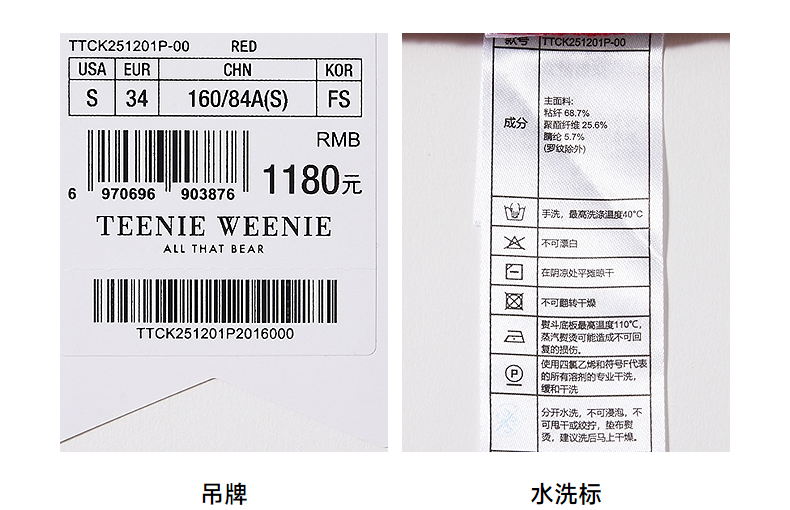 TTCK251201P-00 RED
USA EUR CHN KOR
S 34 160/84A(S) FS
RMB
1180元
6 970696 903876
TEENIE WEENIE
ALL THAT BEAR
TTCK251201P2016000
吊牌
款号 TTCK251201P-00
成分
主面料:
粘纤 68.7%
聚酯纤维 25.6%
腈纶 5.7%
(罗纹除外)
手洗，最高洗涤温度40°C
不可漂白
在阴凉处平摊晾干
不可翻转干燥
熨斗底板最高温度110℃，
蒸汽熨烫可能造成不可回
复的损伤。
P
使用四氯乙烯和符号F代表
的所有溶剂的专业干洗，
缓和干洗
分开水洗，不可浸泡，不
可甩干或绞拧，垫布熨
烫，建议洗后马上干燥。
水洗标